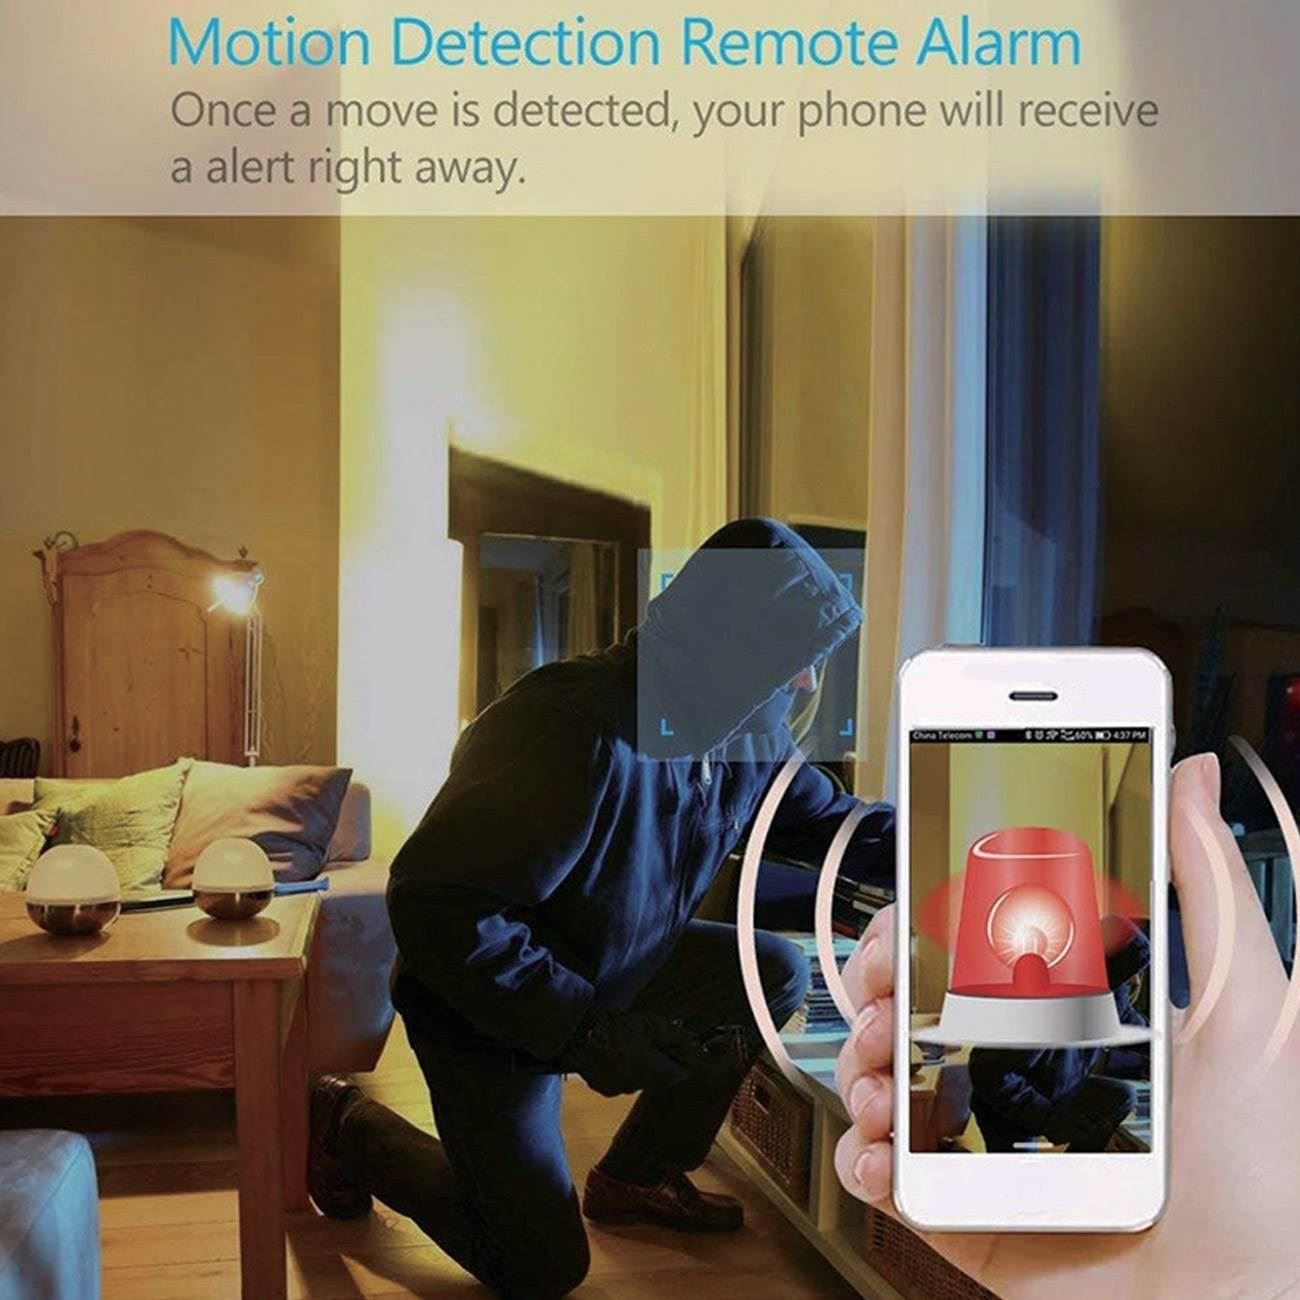 Motion Detection Remote Alarm
Once a move is detected, your phone will receive
a alert right away.
China Telecom 60% 4:37 PM